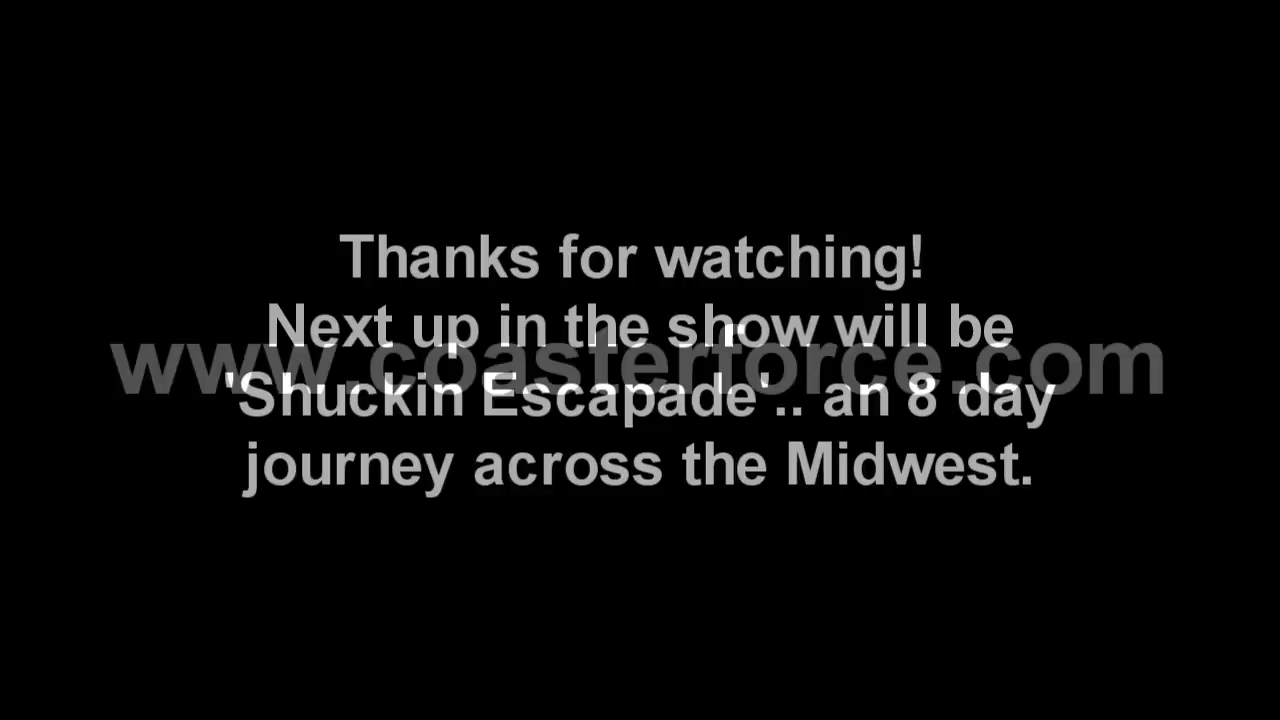 Thanks for watching!
Next up in the show will be
www.coasterforce.com
'Shuckin Escapade'.. an 8 day
journey across the Midwest.